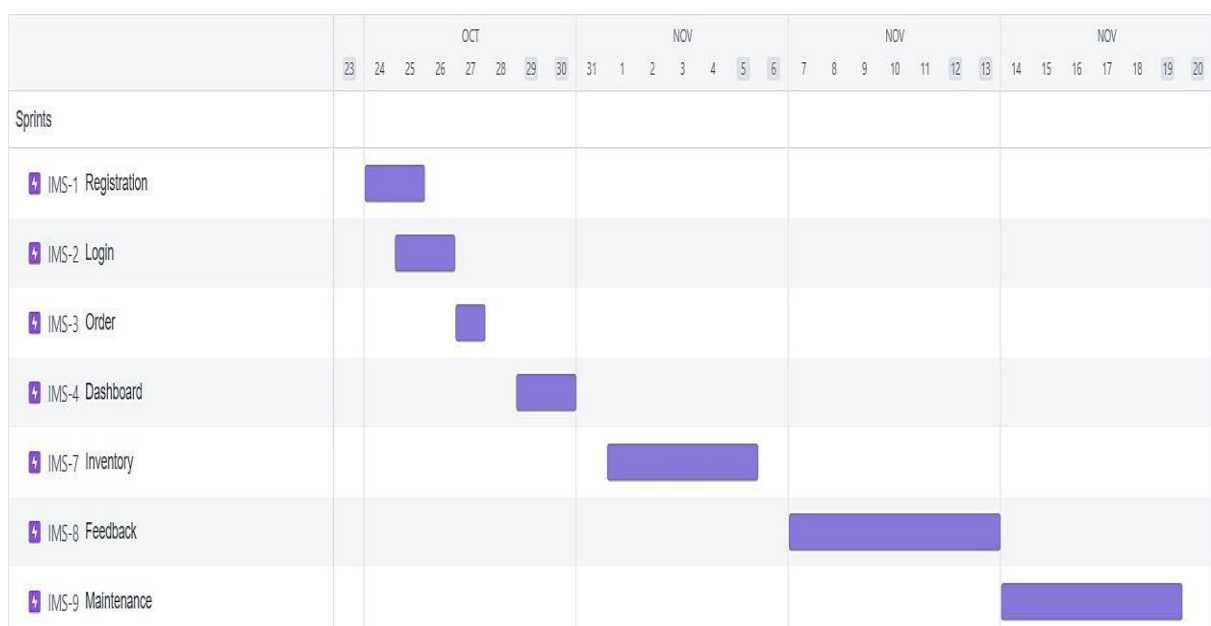 OCT NOV NOV NOV
23 24 25 26 27 28 29 30 31 1 2 3 4 5 6 7 8 9 10 11 12 13 14 15 16 17 18 19 20
Sprints
IMS-1 Registration
IMS-2 Login
IMS-3 Order
IMS-4 Dashboard
IMS-7 Inventory
IMS-8 Feedback
IMS-9 Maintenance